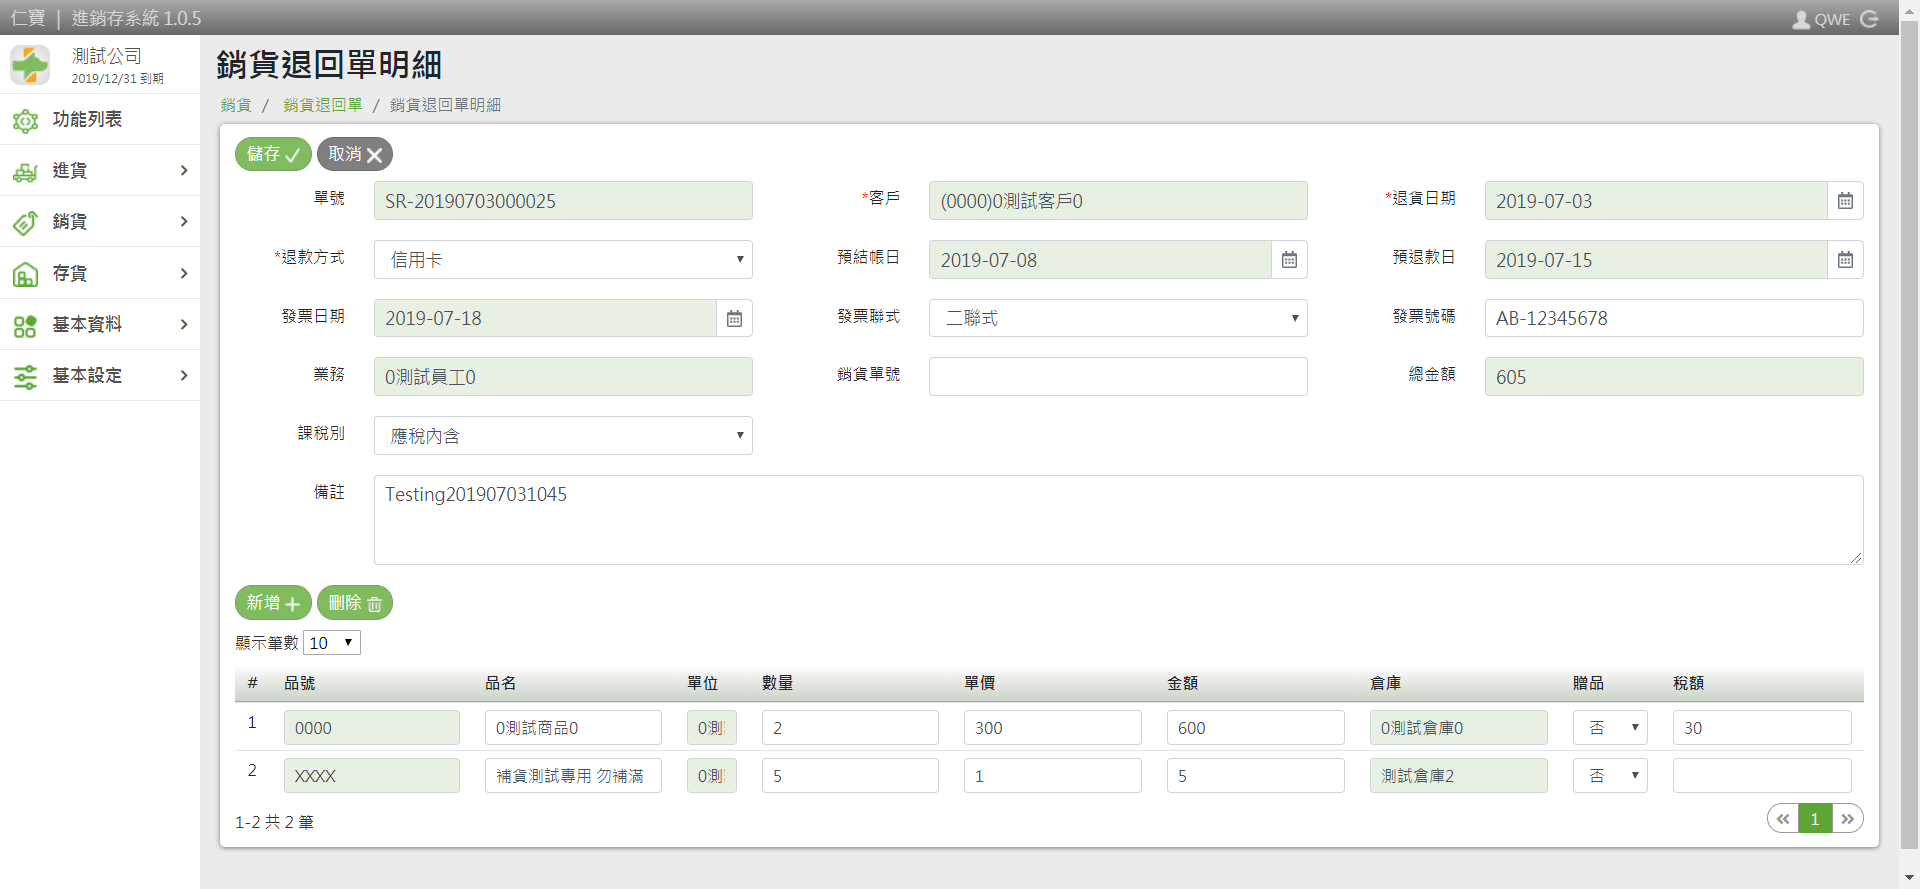 仁寶 | 進銷存系統 1.0.5
QWE
測試公司
2019/12/31 到期
功能列表
進貨
銷貨
存貨
基本資料
基本設定
銷貨退回單明細
銷貨 / 銷貨退回單 / 銷貨退回單明細
儲存 取消
單號 SR-20190703000025 *客戶 (0000)0測試客戶0 *退貨日期 2019-07-03
*退款方式 信用卡 預結帳日 2019-07-08 預退款日 2019-07-15
發票日期 2019-07-18 發票聯式 二聯式 發票號碼 AB-12345678
業務 0測試員工0 銷貨單號 總金額 605
課稅別 應稅內含
備註 Testing201907031045
新增 刪除
顯示筆數 10
# 品號 品名 單位 數量 單價 金額 倉庫 贈品 稅額
1 0000 0測試商品0 0測 2 300 600 0測試倉庫0 否 30
2 XXXX 補貨測試專用 勿補滿 0測 5 1 5 測試倉庫2 否
1-2 共 2 筆
« 1 »